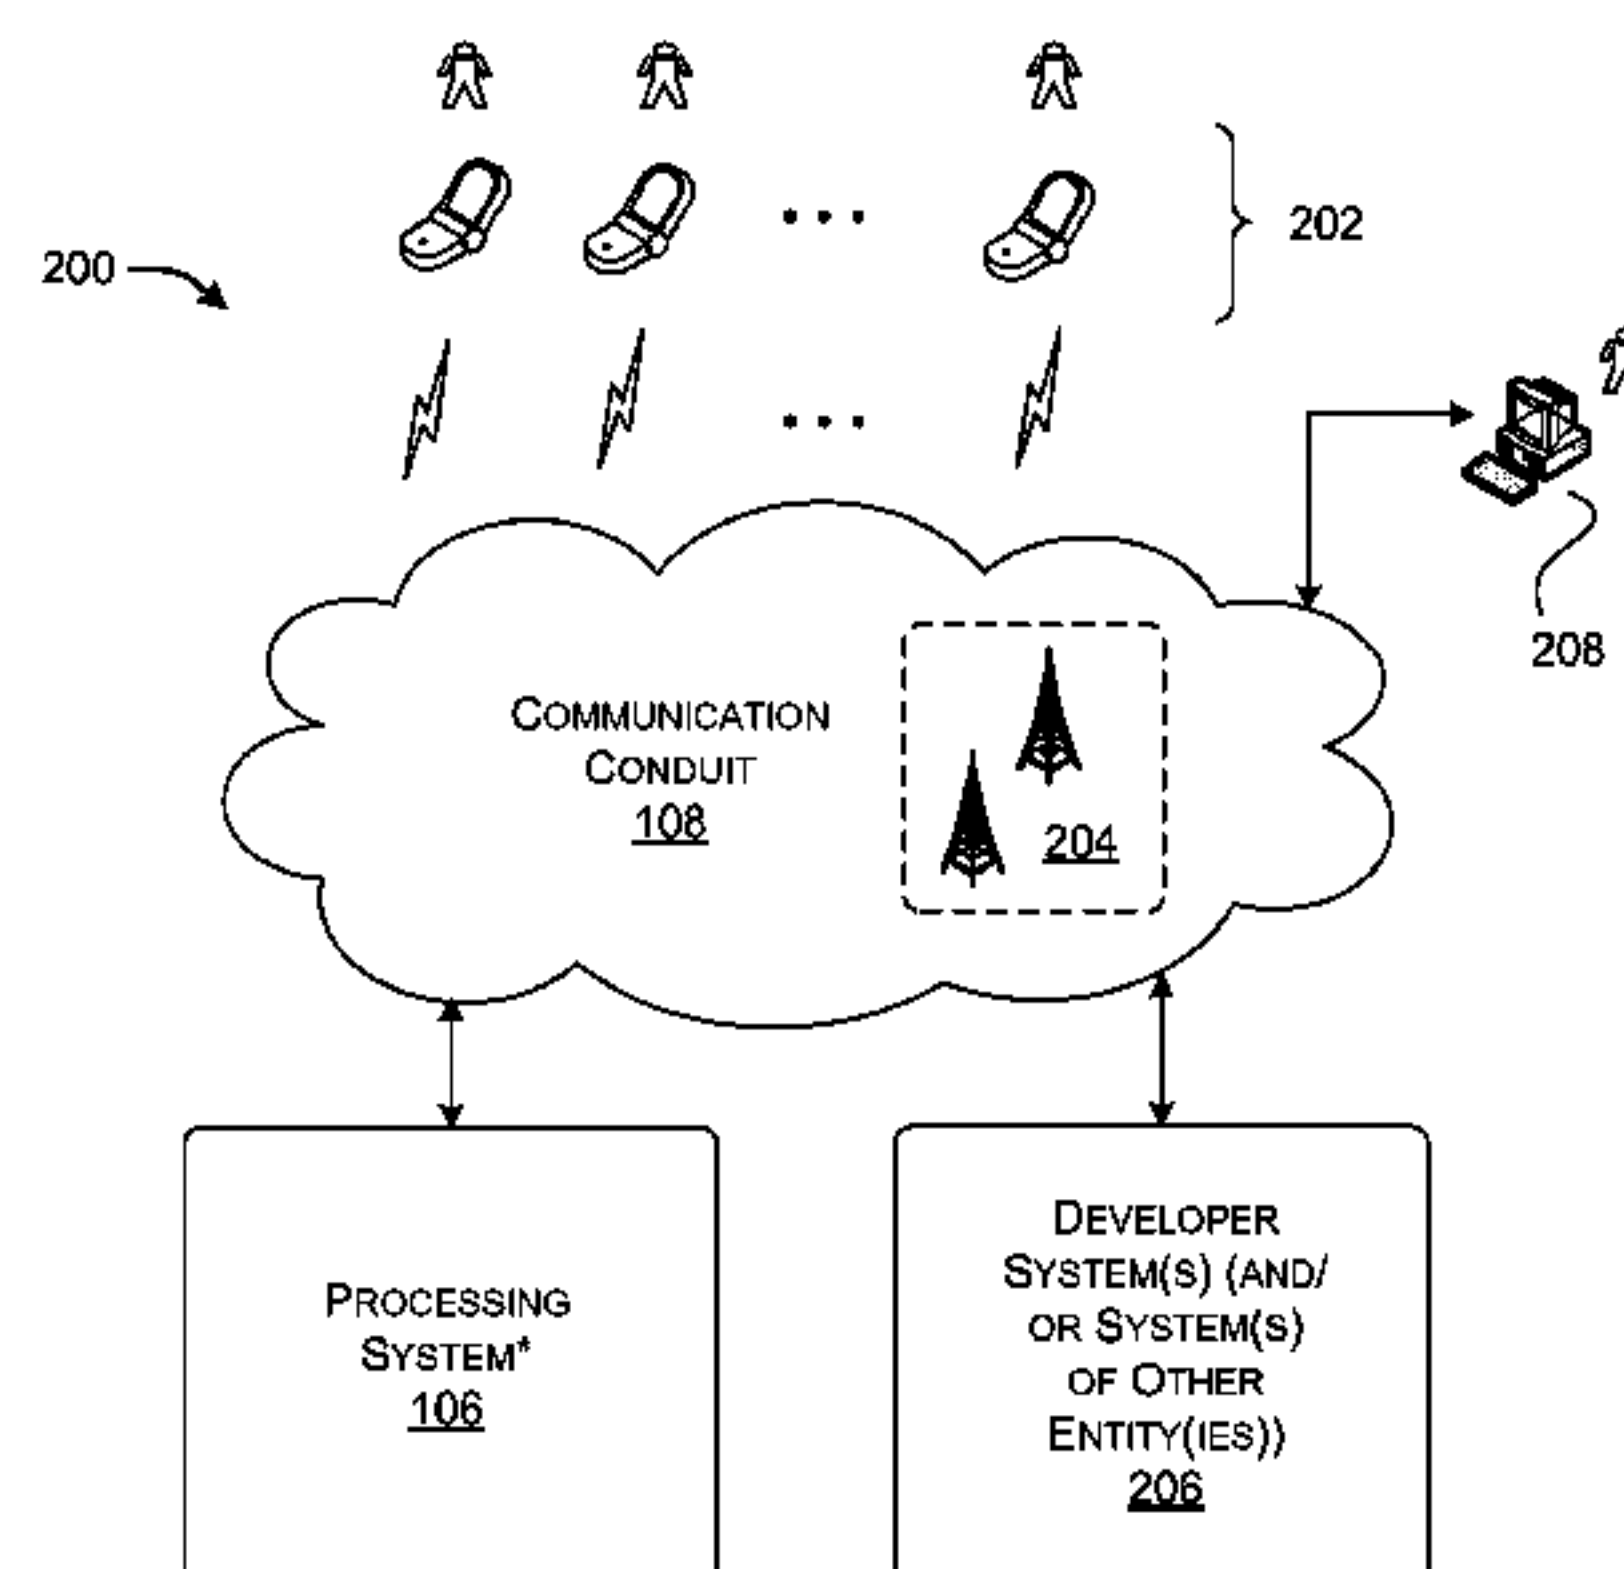 202
200
208
COMMUNICATION
CONDUIT
108
204
PROCESSING
SYSTEM*
106
DEVELOPER
SYSTEM(S) (AND/
OR SYSTEM(S)
OF OTHER
ENTITY(IES))
206